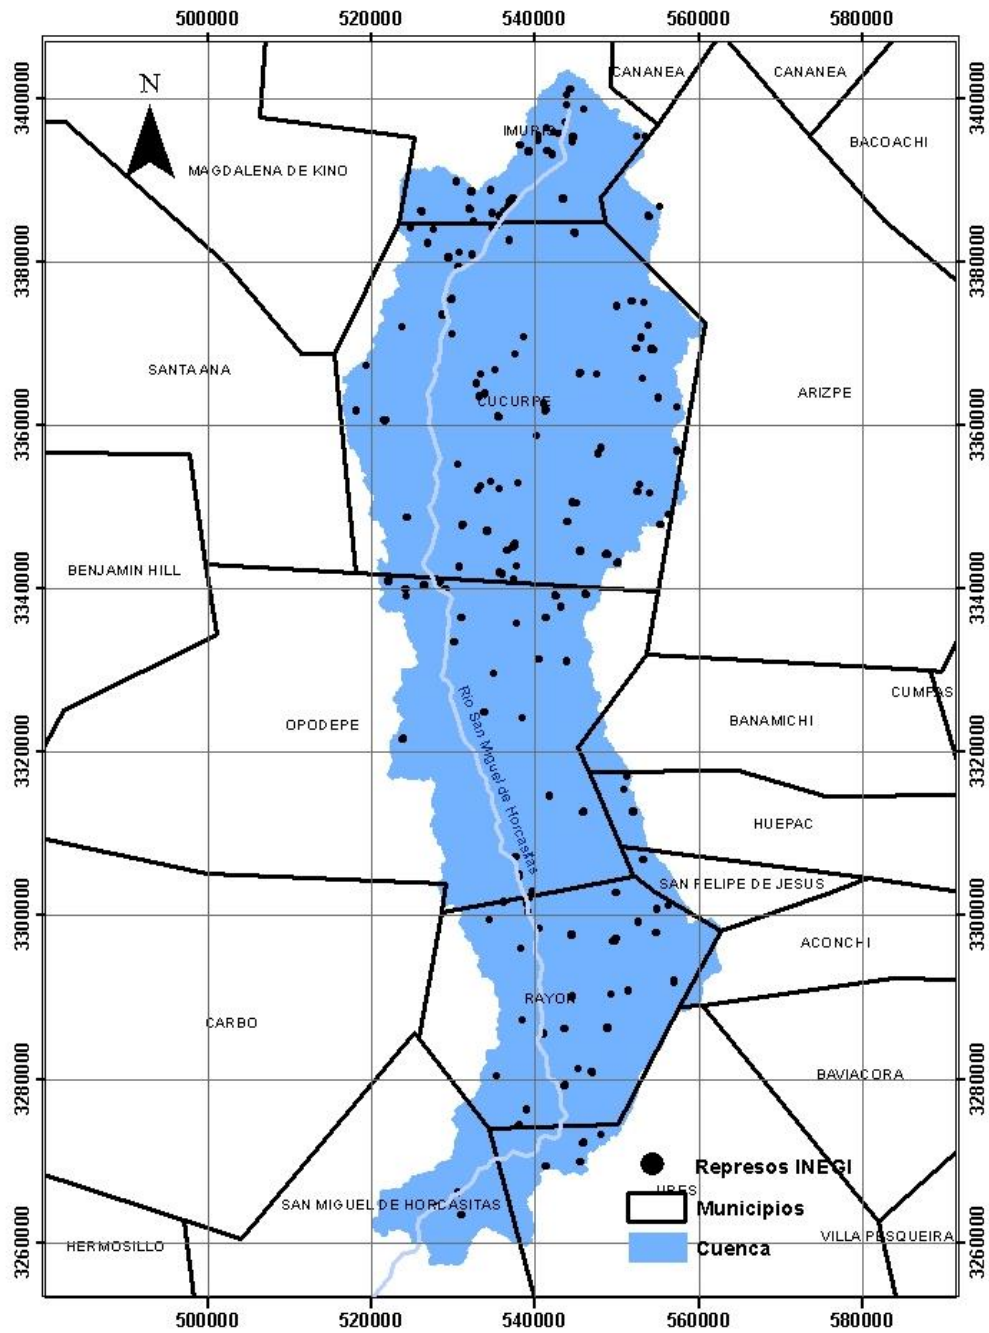 500000 520000 540000 560000 580000
N
CANANEA CANANEA
3400000 3400000
IMURIS
BACOACHI
MAGDALENA DE KINO
3380000 3380000
SANTA ANA
ARIZPE
CUCURPE
3360000 3360000
BENJAMIN HILL
3340000 3340000
CUMPAS
Rio San Miguel de Horcasitas
OPODEPE
BANAMICHI
3320000 3320000
HUEPAC
SAN FELIPE DE JESUS
3300000 3300000
ACONCHI
RAYON
CARBO
3280000 3280000
BAVIACORA
Represos INEGI
URES
SAN MIGUEL DE HORCASITAS
Municipios
VILLA PESQUEIRA
HERMOSILLO
Cuenca
3260000 3260000
500000 520000 540000 560000 580000